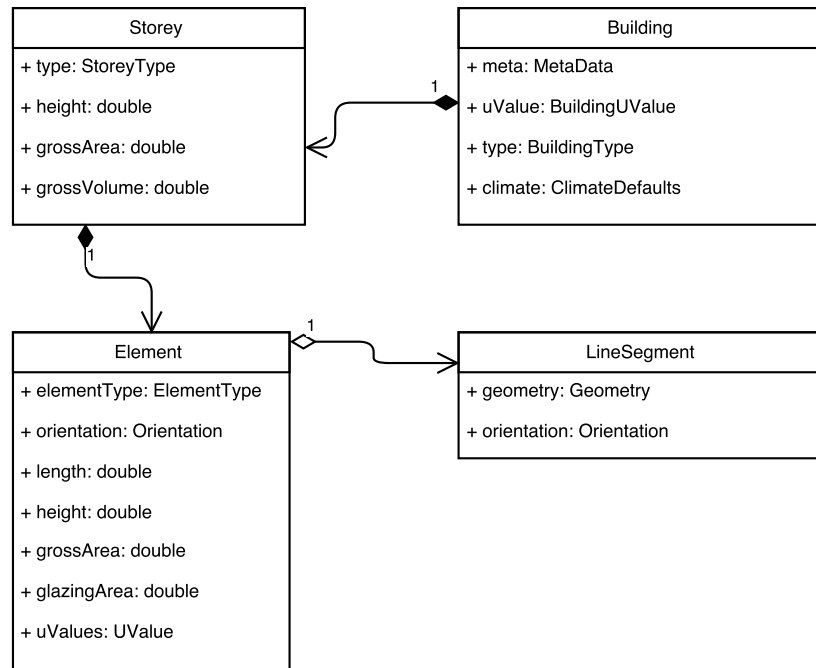 Storey
+ type: StoreyType
+ height: double
+ grossArea: double
+ grossVolume: double
Building
+ meta: MetaData
+ uValue: BuildingUValue
+ type: BuildingType
+ climate: ClimateDefaults
1
1
Element
+ elementType: ElementType
+ orientation: Orientation
+ length: double
+ height: double
+ grossArea: double
+ glazingArea: double
+ uValues: UValue
1
LineSegment
+ geometry: Geometry
+ orientation: Orientation